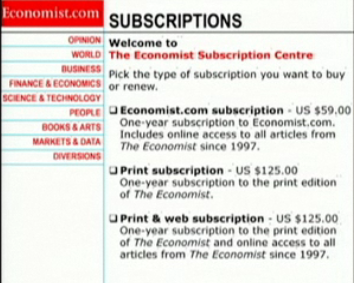 Economist.com
SUBSCRIPTIONS
OPINION
WORLD
BUSINESS
FINANCE & ECONOMICS
SCIENCE & TECHNOLOGY
PEOPLE
BOOKS & ARTS
MARKETS & DATA
DIVERSIONS
Welcome to
The Economist Subscription Centre
Pick the type of subscription you want to buy
or renew.
❑ Economist.com subscription - US $59.00
One-year subscription to Economist.com.
Includes online access to all articles from
The Economist since 1997.
❑ Print subscription - US $125.00
One-year subscription to the print edition
of The Economist.
❑ Print & web subscription - US $125.00
One-year subscription to the print edition
of The Economist and online access to all
articles from The Economist since 1997.